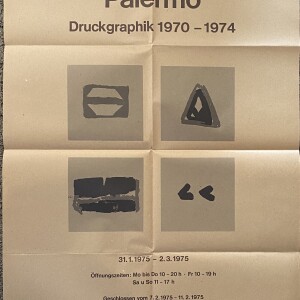 Palermo
Druckgraphik 1970 – 1974
31.1.1975 – 2.3.1975
Öffnungszeiten: Mo bis Do 10 – 20 h · Fr 10 – 19 h
Sa u So 11 – 17 h
Geschlossen vom 7.2.1975 – 11.2.1975